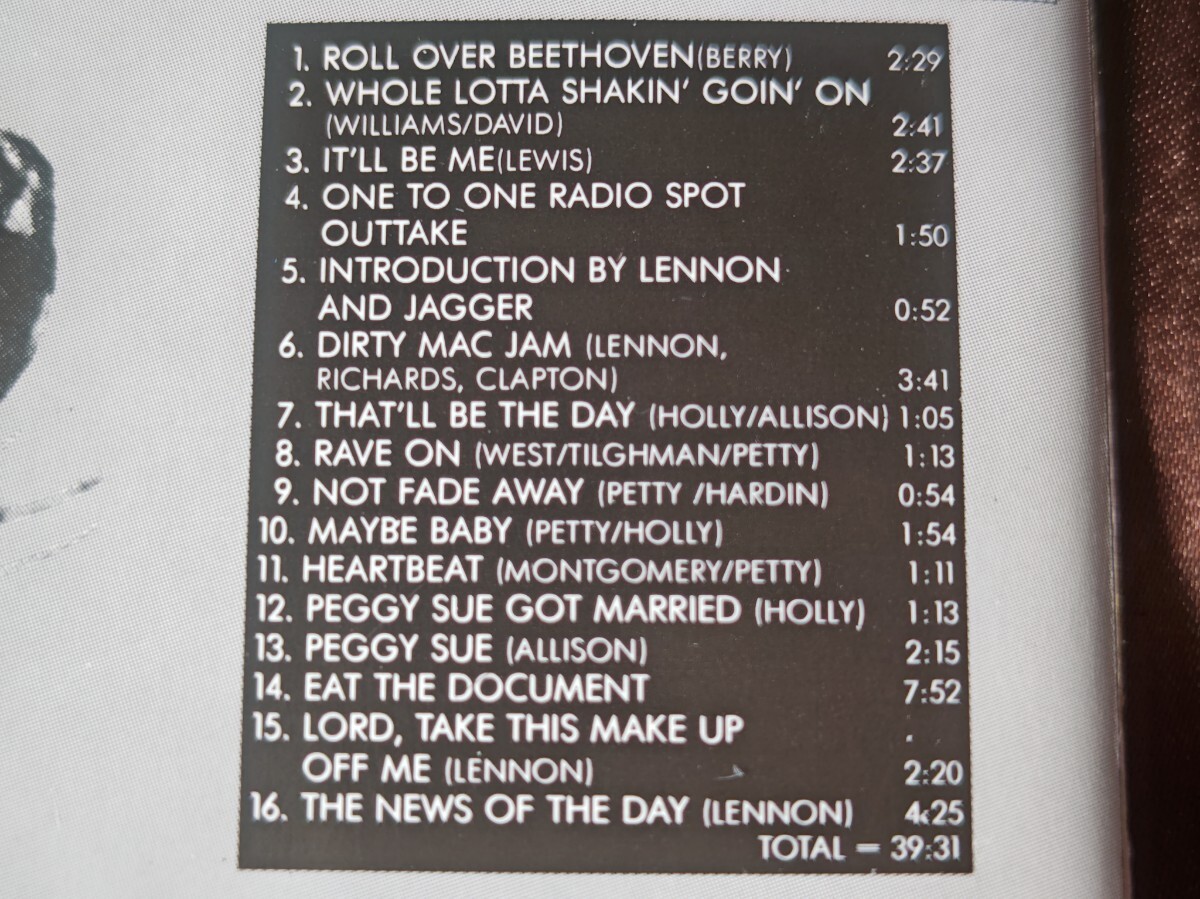 1. ROLL OVER BEETHOVEN(BERRY) 2:29
2. WHOLE LOTTA SHAKIN' GOIN' ON
(WILLIAMS/DAVID) 2:41
3. IT'LL BE ME(LEWIS) 2:37
4. ONE TO ONE RADIO SPOT
OUTTAKE 1:50
5. INTRODUCTION BY LENNON
AND JAGGER 0:52
6. DIRTY MAC JAM (LENNON,
RICHARDS, CLAPTON) 3:41
7. THAT'LL BE THE DAY (HOLLY/ALLISON) 1:05
8. RAVE ON (WEST/TILGHMAN/PETTY) 1:13
9. NOT FADE AWAY (PETTY /HARDIN) 0:54
10. MAYBE BABY (PETTY/HOLLY) 1:54
11. HEARTBEAT (MONTGOMERY/PETTY) 1:11
12. PEGGY SUE GOT MARRIED (HOLLY) 1:13
13. PEGGY SUE (ALLISON) 2:15
14. EAT THE DOCUMENT 7:52
15. LORD, TAKE THIS MAKE UP
OFF ME (LENNON) 2:20
16. THE NEWS OF THE DAY (LENNON) 4:25
TOTAL = 39:31